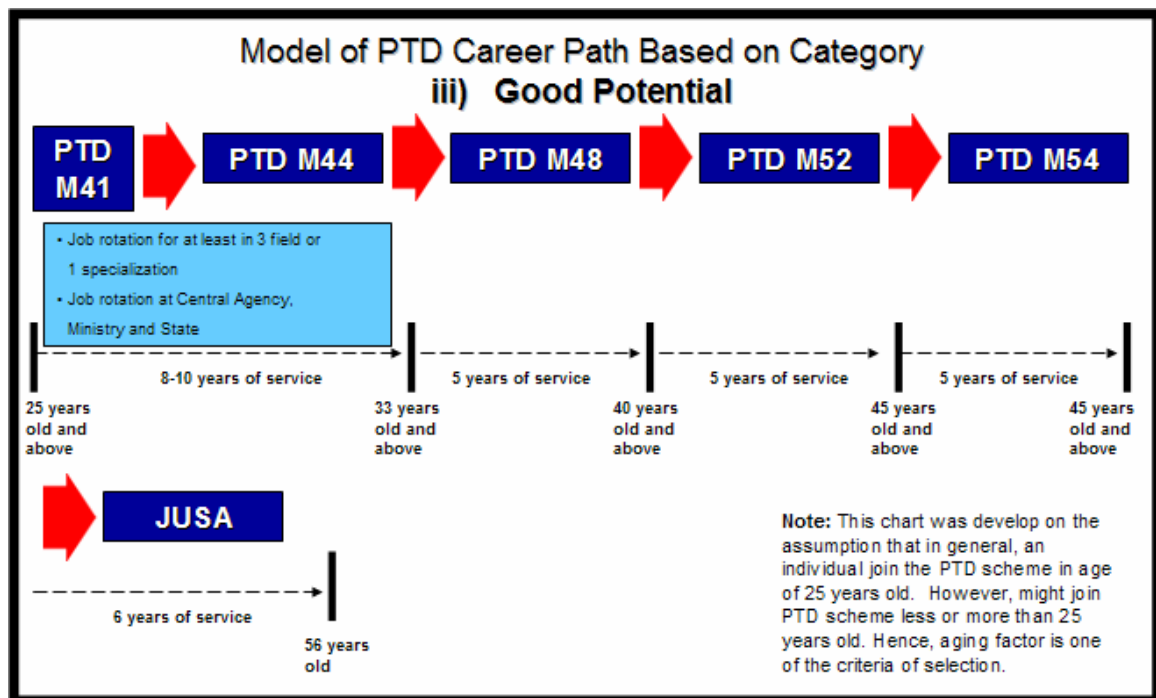 Model of PTD Career Path Based on Category
iii) Good Potential
PTD
M41
PTD M44
PTD M48
PTD M52
PTD M54
• Job rotation for at least in 3 field or
1 specialization
• Job rotation at Central Agency,
Ministry and State
8-10 years of service
5 years of service
5 years of service
5 years of service
25 years
old and
above
33 years
old and
above
40 years
old and
above
45 years
old and
above
45 years
old and
above
JUSA
6 years of service
56 years
old
Note: This chart was develop on the
assumption that in general, an
individual join the PTD scheme in age
of 25 years old. However, might join
PTD scheme less or more than 25
years old. Hence, aging factor is one
of the criteria of selection.